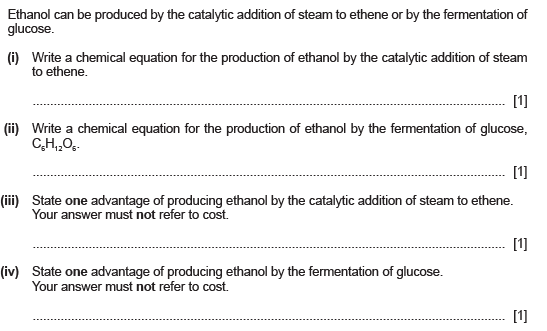 Ethanol can be produced by the catalytic addition of steam to ethene or by the fermentation of
glucose.
(i) Write a chemical equation for the production of ethanol by the catalytic addition of steam
to ethene.
.................................................................................................................................. [1]
(ii) Write a chemical equation for the production of ethanol by the fermentation of glucose,
C₆H₁₂O₆.
.................................................................................................................................. [1]
(iii) State one advantage of producing ethanol by the catalytic addition of steam to ethene.
Your answer must not refer to cost.
.................................................................................................................................. [1]
(iv) State one advantage of producing ethanol by the fermentation of glucose.
Your answer must not refer to cost.
.................................................................................................................................. [1]